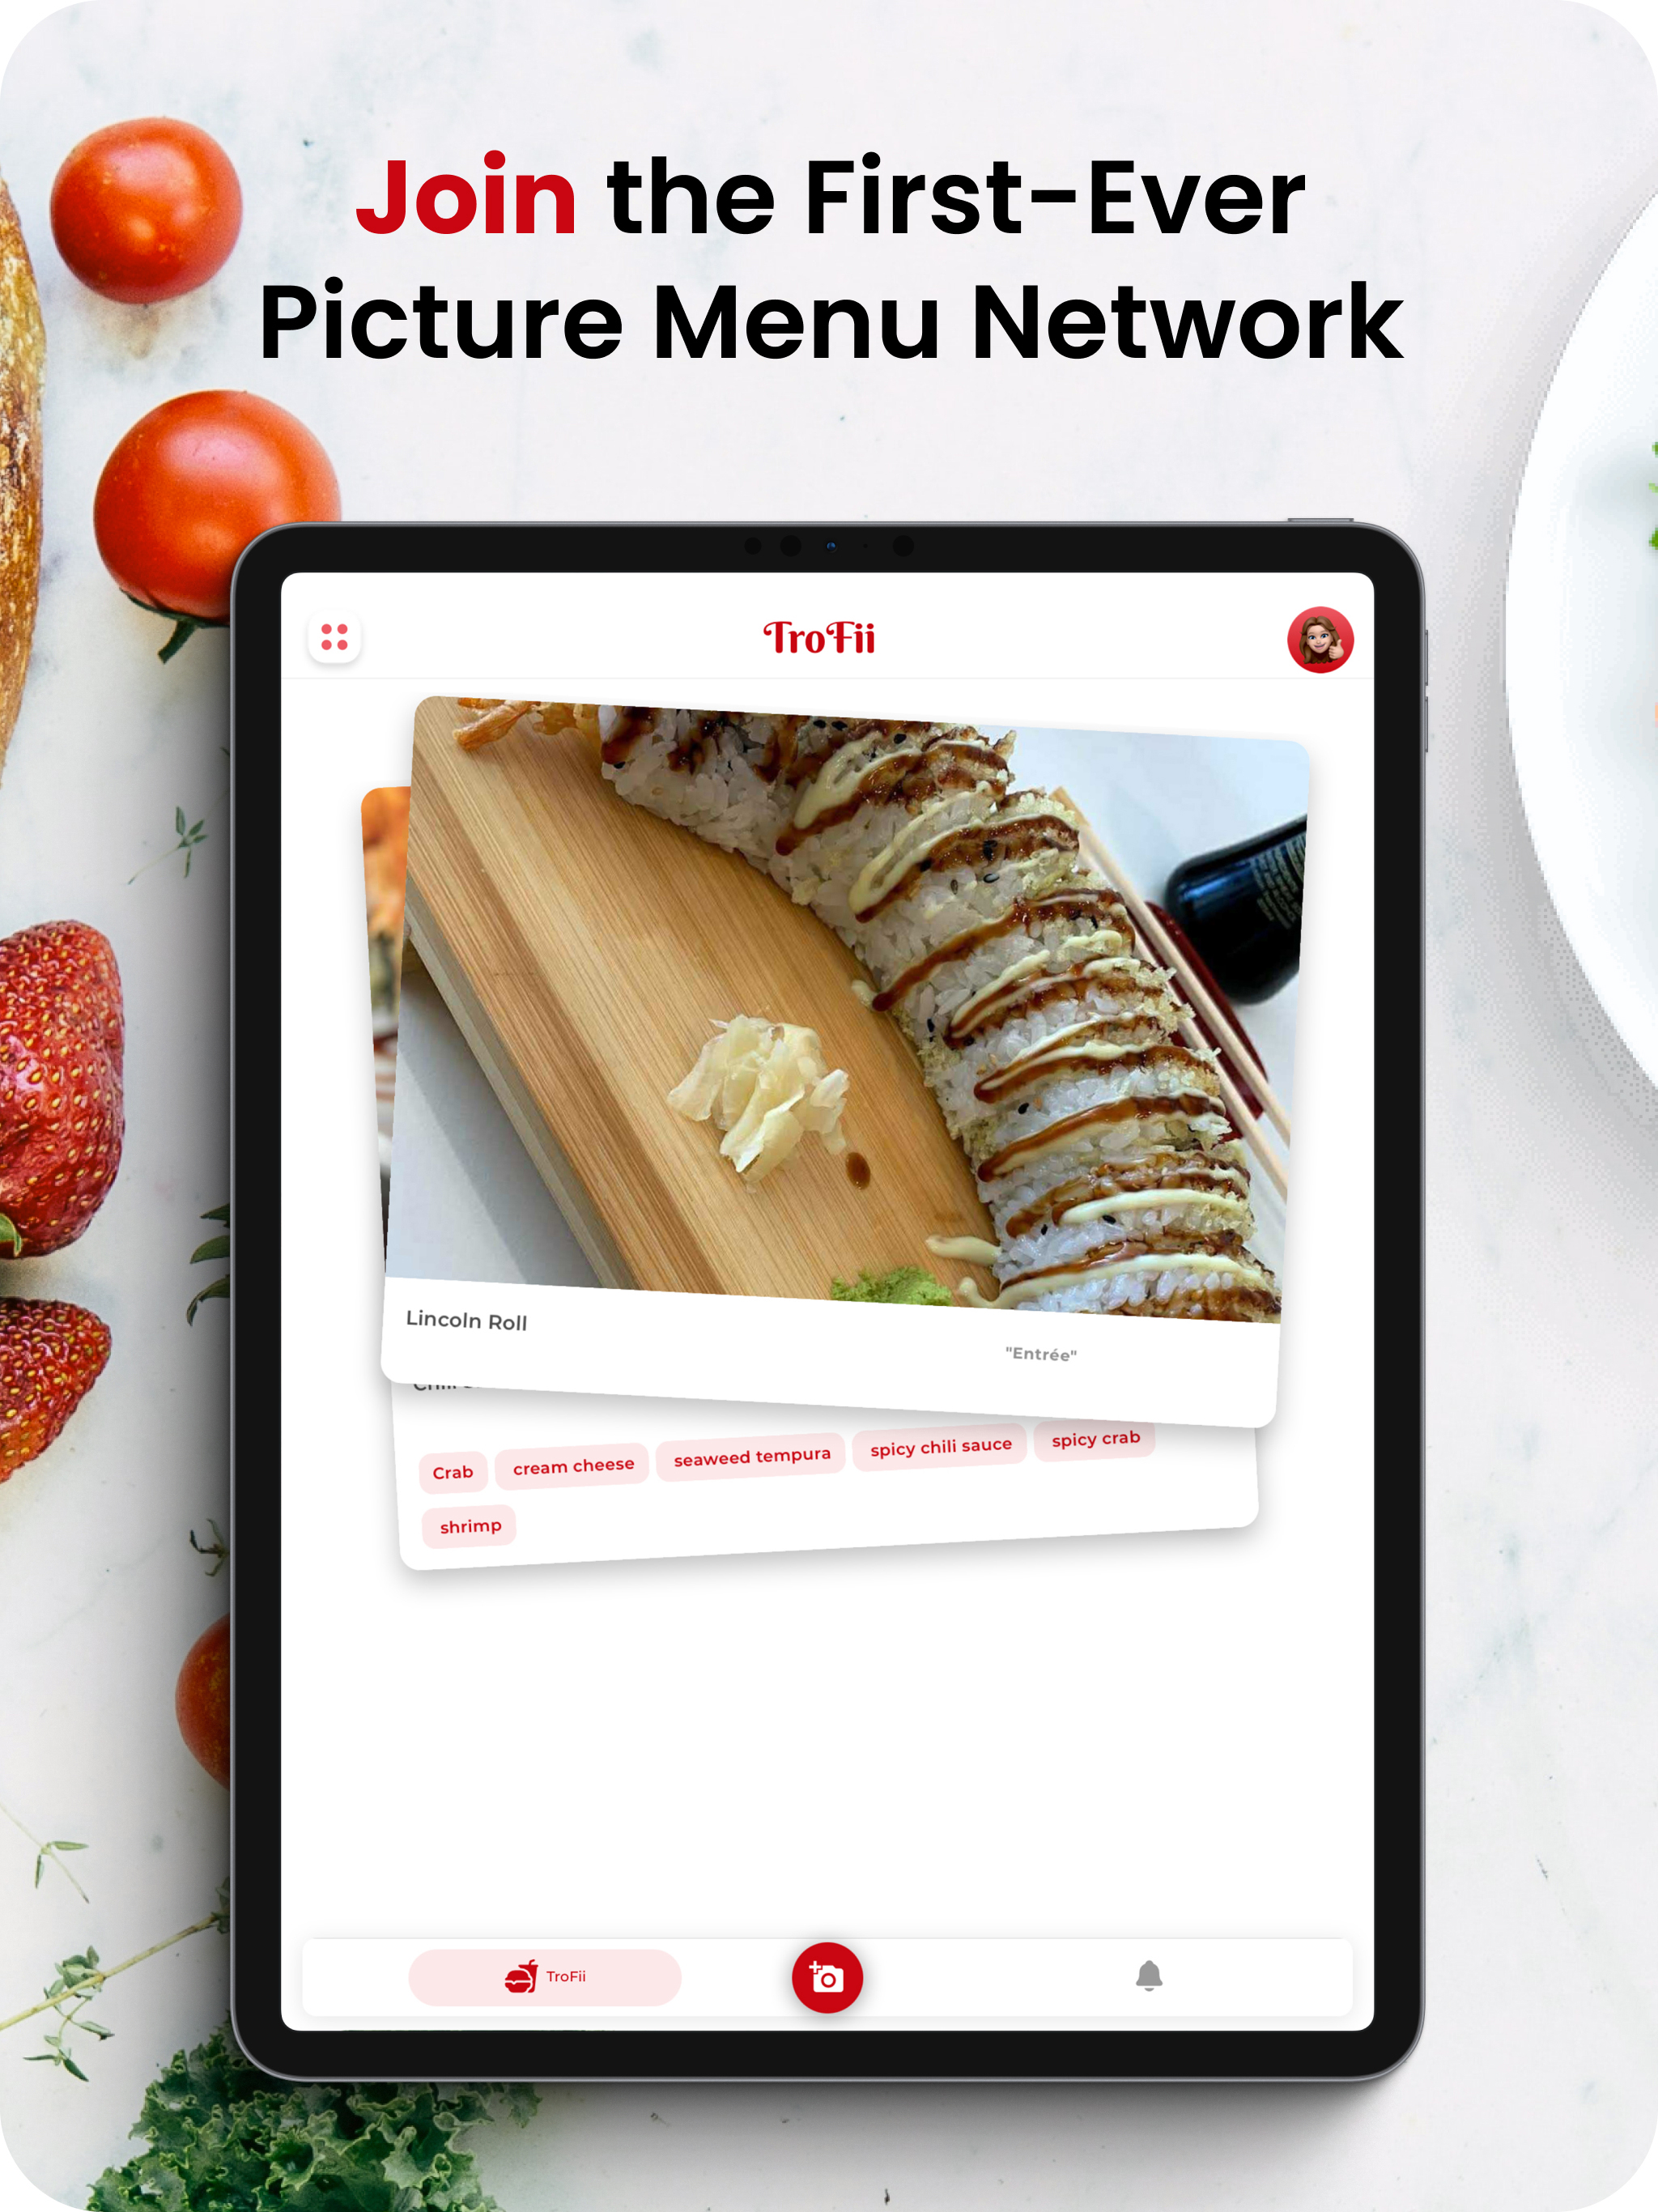 Join the First-Ever
Picture Menu Network
TroFii
Lincoln Roll
"Entrée"
Crab cream cheese seaweed tempura spicy chili sauce spicy crab
shrimp
TroFii